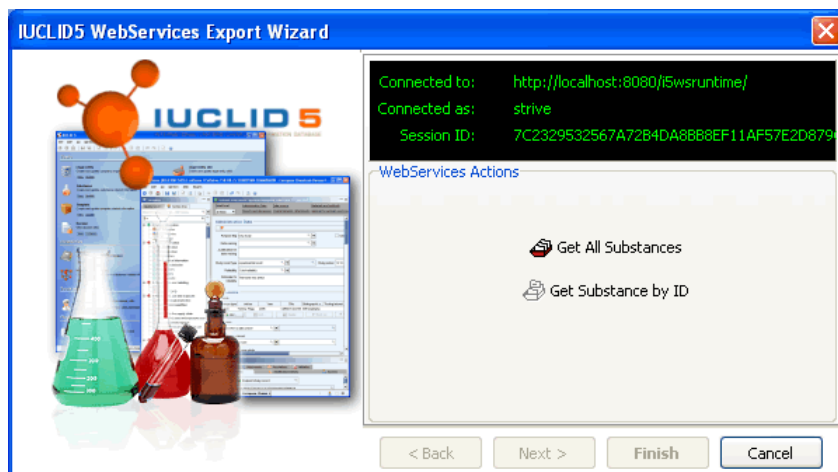 IUCLID5 WebServices Export Wizard
IUCLID 5
Connected to: http://localhost:8080/i5wsruntime/
Connected as: strive
Session ID: 7C2329532567A72B4DA8BB8EF11AF57E2D879
WebServices Actions
Get All Substances
Get Substance by ID
< Back
Next >
Finish
Cancel